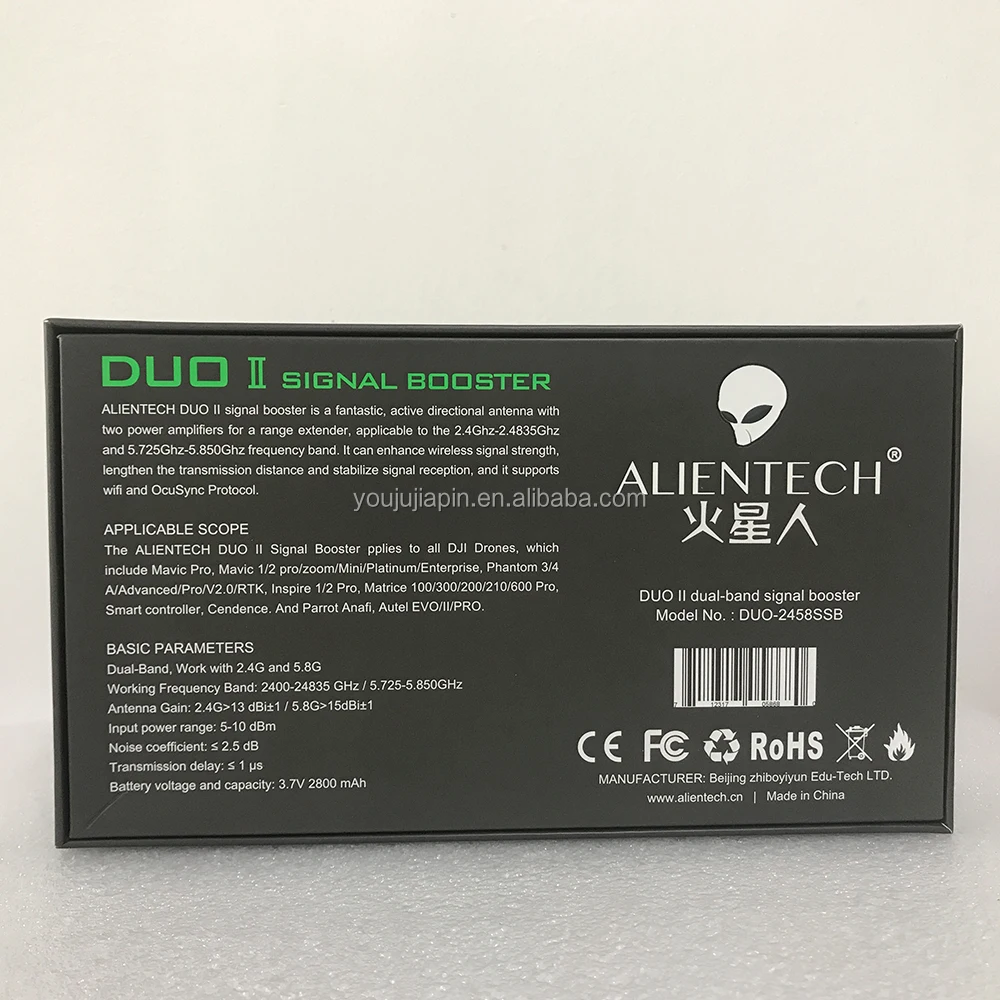 DUO II SIGNAL BOOSTER
ALIENTECH DUO II signal booster is a fantastic, active directional antenna with
two power amplifiers for a range extender, applicable to the 2.4Ghz-2.4835Ghz
and 5.725Ghz-5.850Ghz frequency band. It can enhance wireless signal strength,
lengthen the transmission distance and stabilize signal reception, and it supports
wifi and OcuSync Protocol.
APPLICABLE SCOPE
The ALIENTECH DUO II Signal Booster pplies to all DJI Drones, which
include Mavic Pro, Mavic 1/2 pro/zoom/Mini/Platinum/Enterprise, Phantom 3/4
A/Advanced/Pro/V2.0/RTK, Inspire 1/2 Pro, Matrice 100/300/200/210/600 Pro,
Smart controller, Cendence. And Parrot Anafi, Autel EVO/II/PRO.
BASIC PARAMETERS
Dual-Band, Work with 2.4G and 5.8G
Working Frequency Band: 2400-24835 GHz / 5.725-5.850GHz
Antenna Gain: 2.4G>13 dBi±1 / 5.8G>15dBi±1
Input power range: 5-10 dBm
Noise coefficient: ≤ 2.5 dB
Transmission delay: ≤ 1 μs
Battery voltage and capacity: 3.7V 2800 mAh
ALIENTECH®
火星人
DUO II dual-band signal booster
Model No. : DUO-2458SSB
7 12317 05868
CE FC RoHS
MANUFACTURER: Beijing zhiboyiyun Edu-Tech LTD.
www.alientech.cn | Made in China
youjujiapin.en.alibaba.com